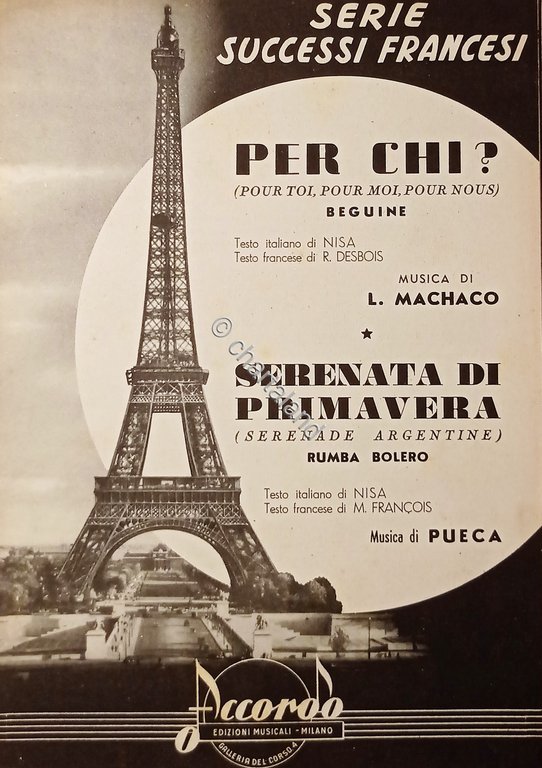 SERIE
SUCCESSI FRANCESI
PER CHI?
(POUR TOI, POUR MOI, POUR NOUS)
BEGUINE
Testo italiano di NISA
Testo francese di R. DESBOIS
MUSICA DI
L. MACHACO
© chartaland
SERENATA DI
PRIMAVERA
(SERENADE ARGENTINE)
RUMBA BOLERO
Testo italiano di NISA
Testo francese di M. FRANÇOIS
Musica di PUECA
Accordo
EDIZIONI MUSICALI - MILANO
GALLERIA DEL CORSO, 4